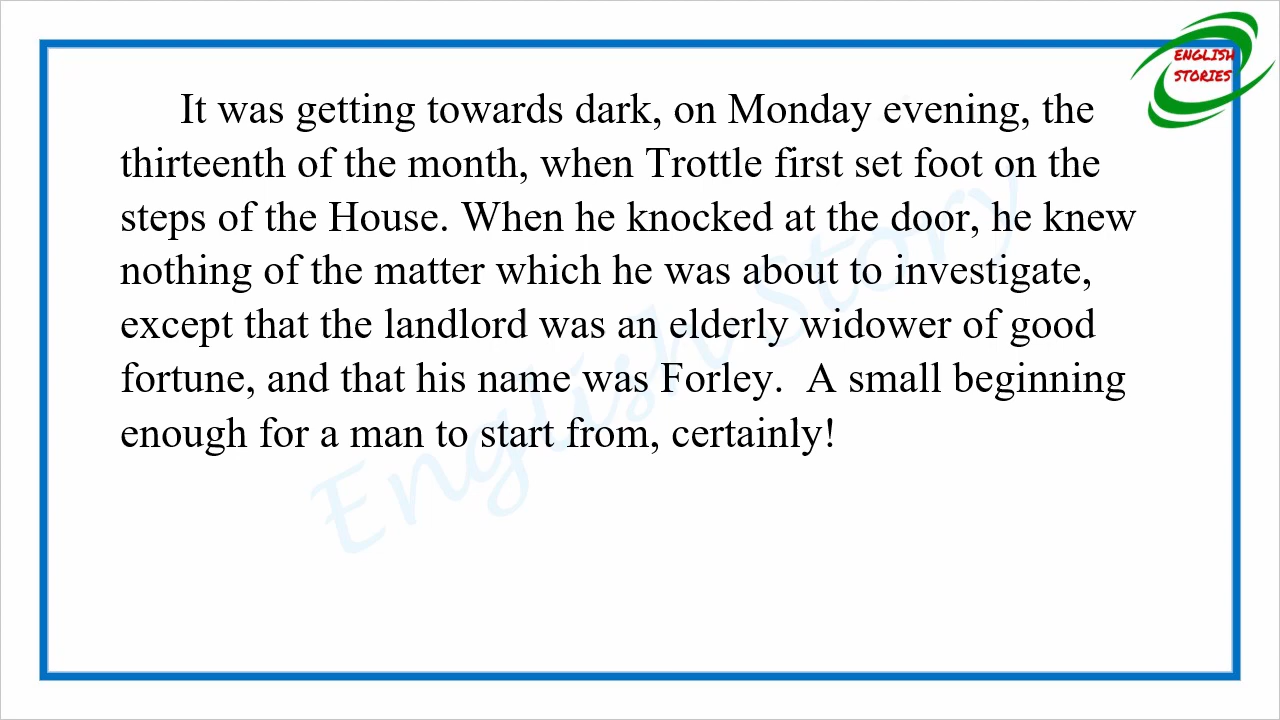 ENGLISH
STORIES
It was getting towards dark, on Monday evening, the
thirteenth of the month, when Trottle first set foot on the
steps of the House. When he knocked at the door, he knew
nothing of the matter which he was about to investigate,
except that the landlord was an elderly widower of good
fortune, and that his name was Forley.  A small beginning
enough for a man to start from, certainly!
English Story